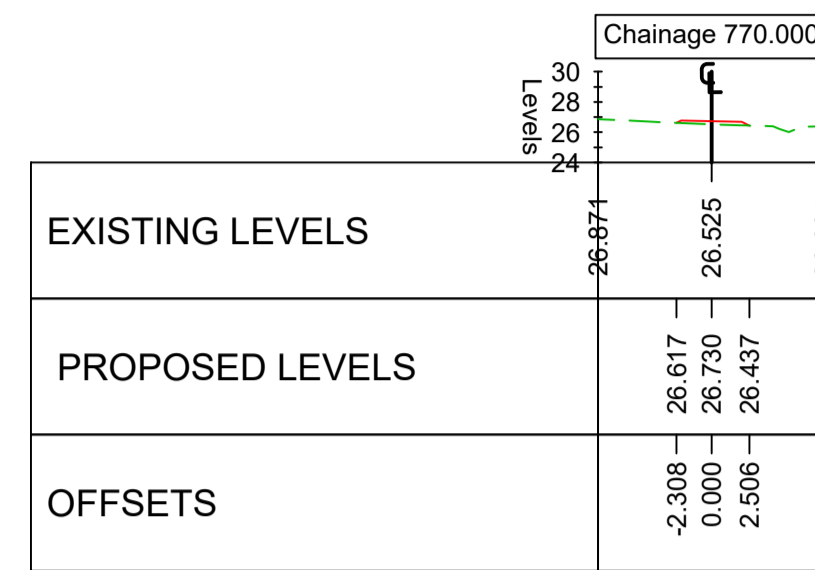 Chainage 770.000
Levels
30
28
26
24
EXISTING LEVELS
26.871
26.525
PROPOSED LEVELS
26.617
26.730
26.437
OFFSETS
-2.308
0.000
2.506